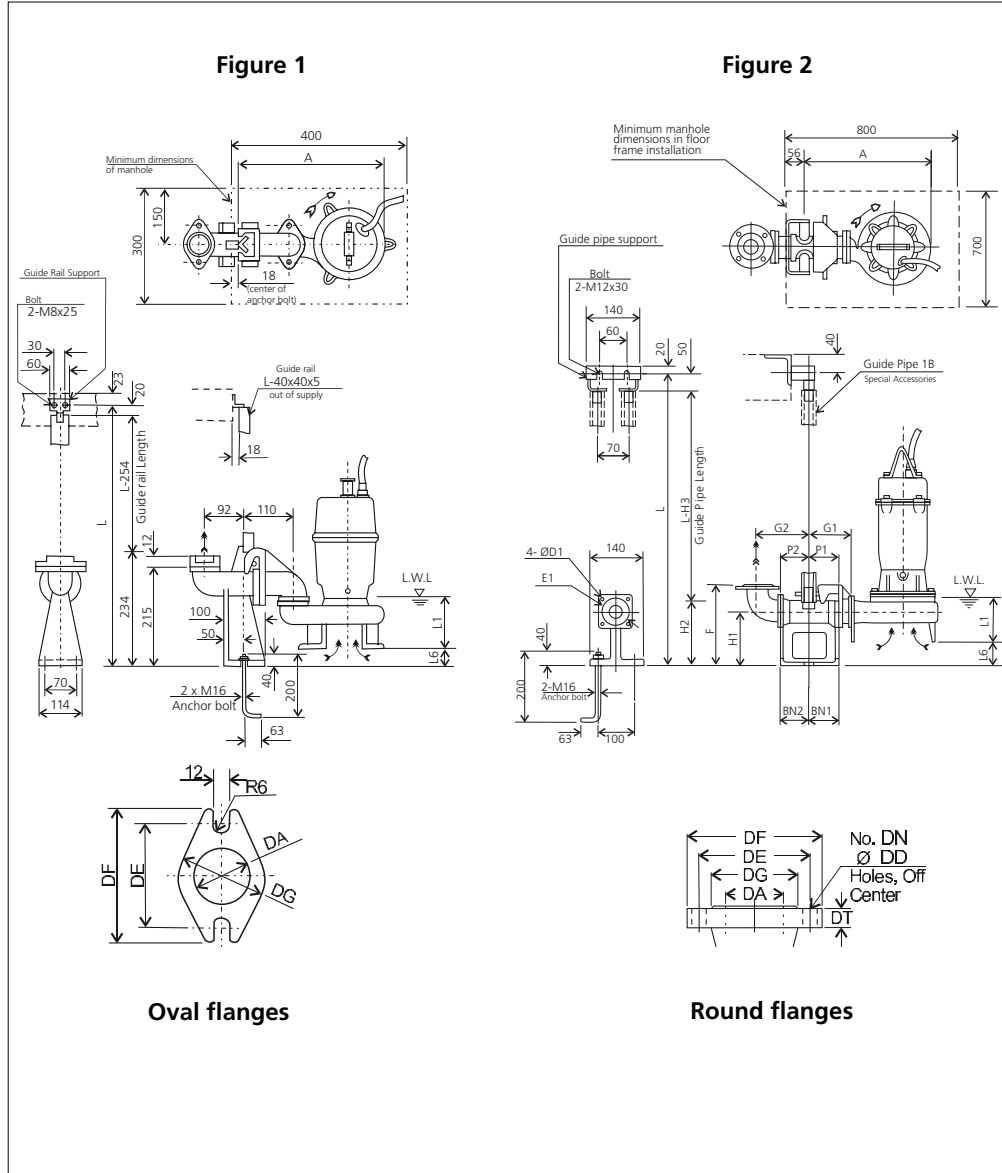 Figure 1
400
A
Minimum dimensions
of manhole
300
150
18
(center of
anchor bolt)
Guide Rail Support
Bolt
2-M8x25
30
60
23
20
Guide rail
L-40x40x5
out of supply
18
L
L-254
Guide rail Length
12
92
110
234
215
100
50
L.W.L
L1
L6
40
200
2 x M16
Anchor bolt
63
70
114
12
R6
DA
DG
DF
DE
Oval flanges
Figure 2
Minimum manhole
dimensions in floor
frame installation
800
56
A
700
Guide pipe support
Bolt
2-M12x30
140
60
20
50
40
Guide Pipe 1B
Special Accessories
70
L
L-H3
Guide Pipe Length
G2
G1
P2
P1
4- ØD1
140
E1
L.W.L.
L1
L6
H2
F
H1
40
200
2-M16
Anchor bolt
63
100
BN2
BN1
DF
DE
DG
DA
No. DN
Ø DD
Holes, Off
Center
DT
Round flanges